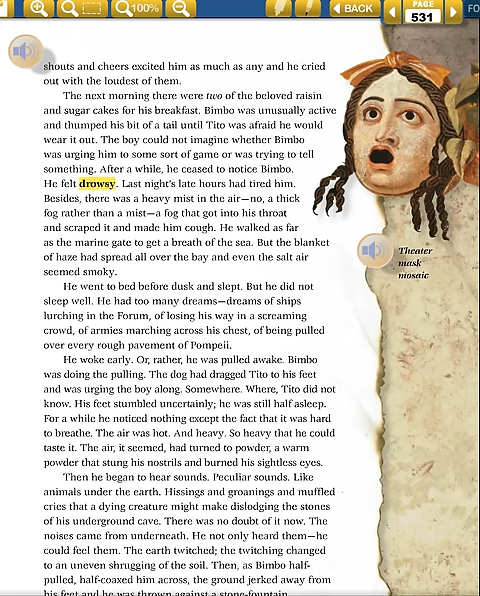 100%
BACK
PAGE
531
FO
shouts and cheers excited him as much as any and he cried
out with the loudest of them.
The next morning there were two of the beloved raisin
and sugar cakes for his breakfast. Bimbo was unusually active
and thumped his bit of a tail until Tito was afraid he would
wear it out. The boy could not imagine whether Bimbo
was urging him to some sort of game or was trying to tell
something. After a while, he ceased to notice Bimbo.
He felt drowsy. Last night's late hours had tired him.
Besides, there was a heavy mist in the air—no, a thick
fog rather than a mist—a fog that got into his throat
and scraped it and made him cough. He walked as far
as the marine gate to get a breath of the sea. But the blanket
of haze had spread all over the bay and even the salt air
seemed smoky.
He went to bed before dusk and slept. But he did not
sleep well. He had too many dreams—dreams of ships
lurching in the Forum, of losing his way in a screaming
crowd, of armies marching across his chest, of being pulled
over every rough pavement of Pompeii.
He woke early. Or, rather, he was pulled awake. Bimbo
was doing the pulling. The dog had dragged Tito to his feet
and was urging the boy along. Somewhere. Where, Tito did not
know. His feet stumbled uncertainly; he was still half asleep.
For a while he noticed nothing except the fact that it was hard
to breathe. The air was hot. And heavy. So heavy that he could
taste it. The air, it seemed, had turned to powder, a warm
powder that stung his nostrils and burned his sightless eyes.
Then he began to hear sounds. Peculiar sounds. Like
animals under the earth. Hissings and groanings and muffled
cries that a dying creature might make dislodging the stones
of his underground cave. There was no doubt of it now. The
noises came from underneath. He not only heard them—he
could feel them. The earth twitched; the twitching changed
to an uneven shrugging of the soil. Then, as Bimbo half-
pulled, half-coaxed him across, the ground jerked away from
his feet and he was thrown against a stone-fountain.
Theater
mask
mosaic